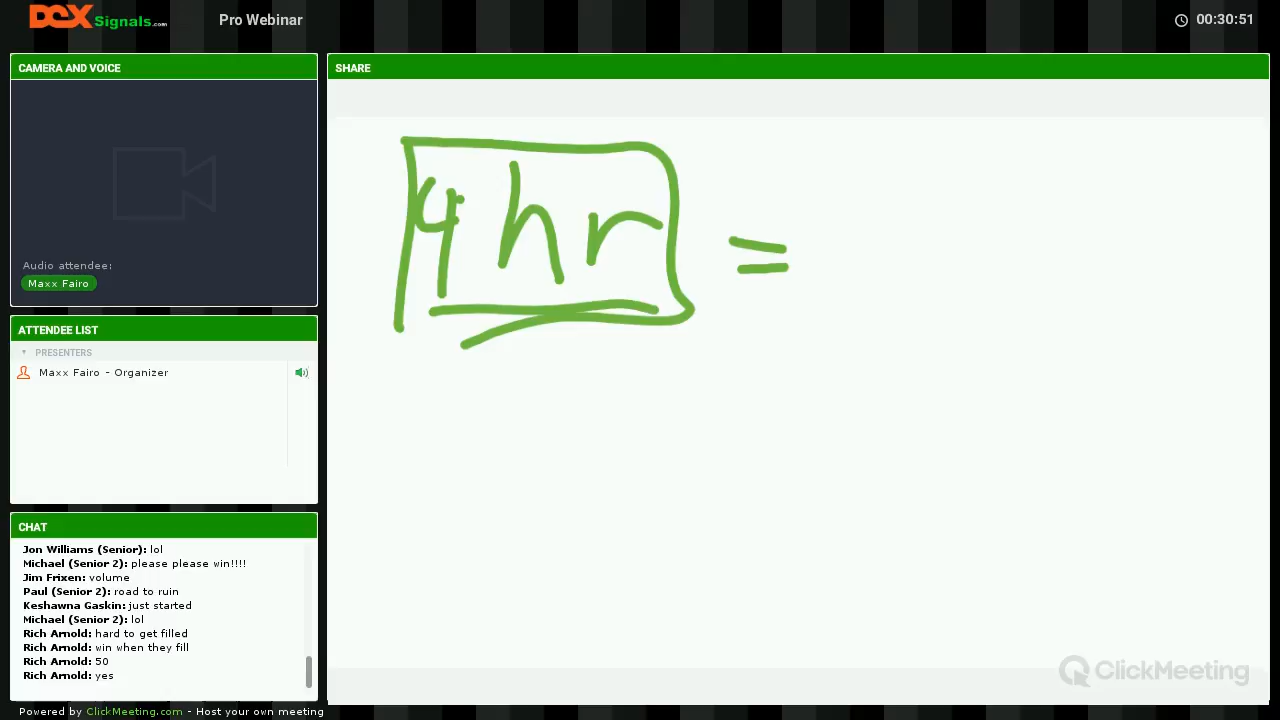 DCX Signals.com Pro Webinar 00:30:51
CAMERA AND VOICE
Audio attendee:
Maxx Fairo
ATTENDEE LIST
PRESENTERS
Maxx Fairo - Organizer
CHAT
Jon Williams (Senior): lol
Michael (Senior 2): please please win!!!!
Jim Frixen: volume
Paul (Senior 2): road to ruin
Keshawna Gaskin: just started
Michael (Senior 2): lol
Rich Arnold: hard to get filled
Rich Arnold: win when they fill
Rich Arnold: 50
Rich Arnold: yes
Powered by ClickMeeting.com - Host your own meeting
SHARE
4 hr =
ClickMeeting